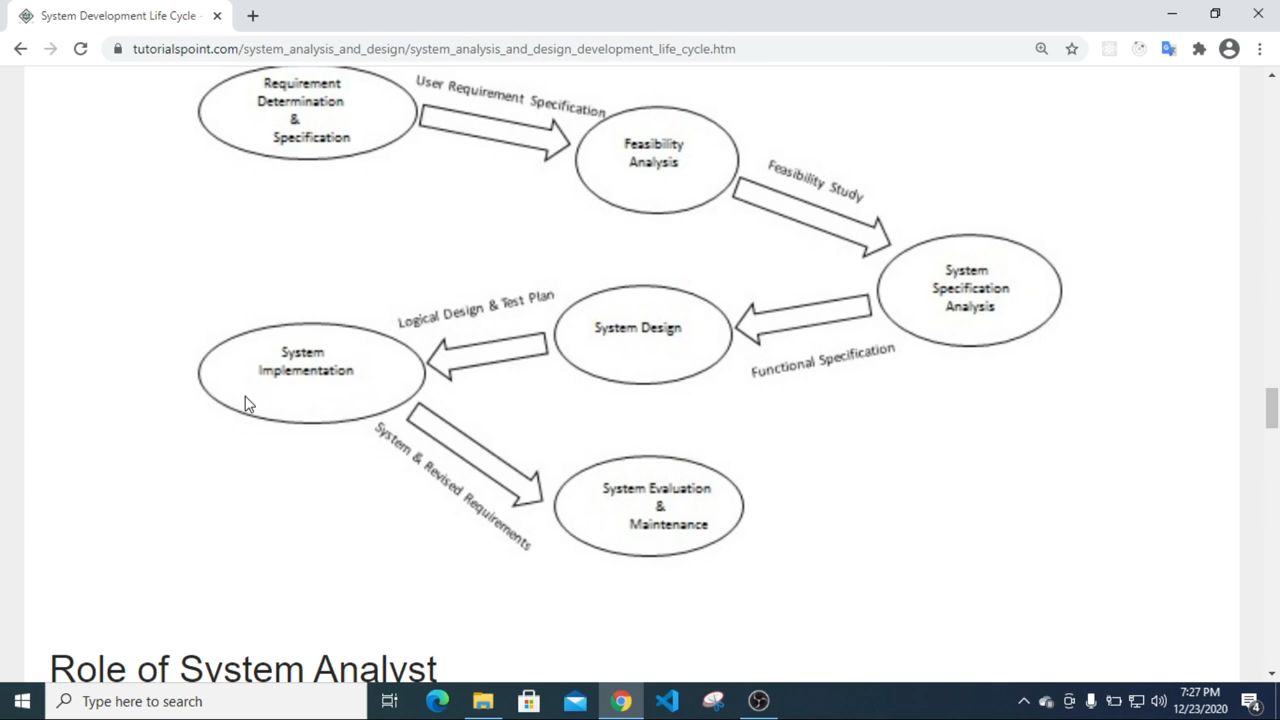 System Development Life Cycle -
tutorialspoint.com/system_analysis_and_design/system_analysis_and_design_development_life_cycle.htm
Requirement
Determination
&
Specification
User Requirement Specification
Feasibility
Analysis
Feasibility Study
System
Specification
Analysis
Functional Specification
System Design
Logical Design & Test Plan
System
Implementation
System & Revised Requirements
System Evaluation
&
Maintenance
Role of System Analyst
Type here to search
7:27 PM
12/23/2020
4